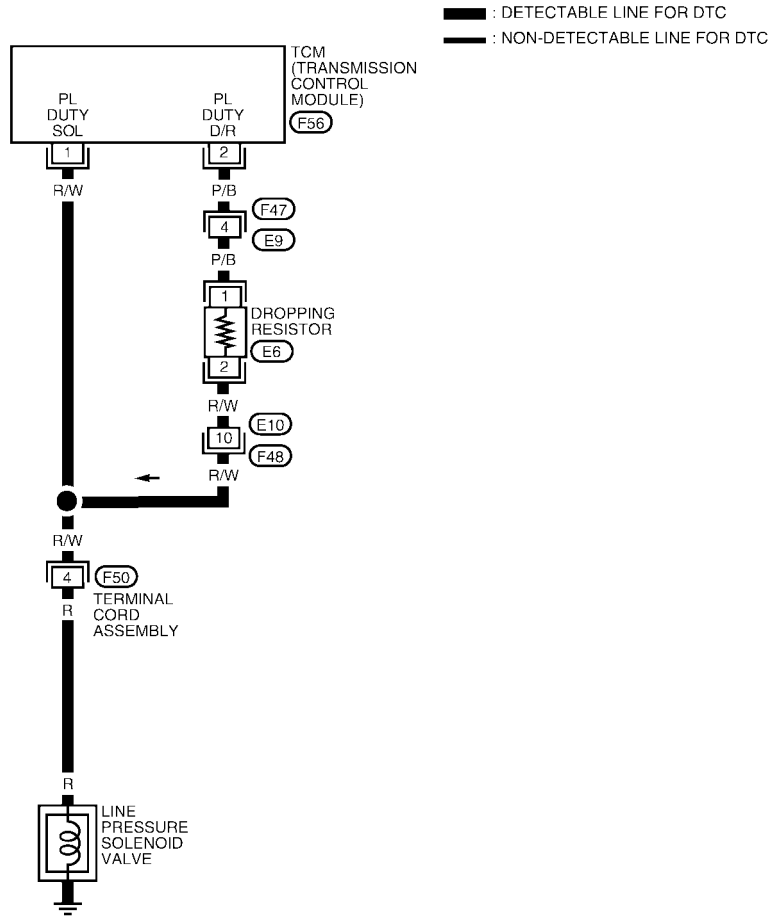 : DETECTABLE LINE FOR DTC
: NON-DETECTABLE LINE FOR DTC
TCM
(TRANSMISSION
CONTROL
MODULE)
F56
PL
DUTY
SOL
PL
DUTY
D/R
1
2
R/W
P/B
F47
4
E9
P/B
1
DROPPING
RESISTOR
E6
2
R/W
E10
10
F48
R/W
R/W
4
F50
TERMINAL
CORD
ASSEMBLY
R
R
LINE
PRESSURE
SOLENOID
VALVE